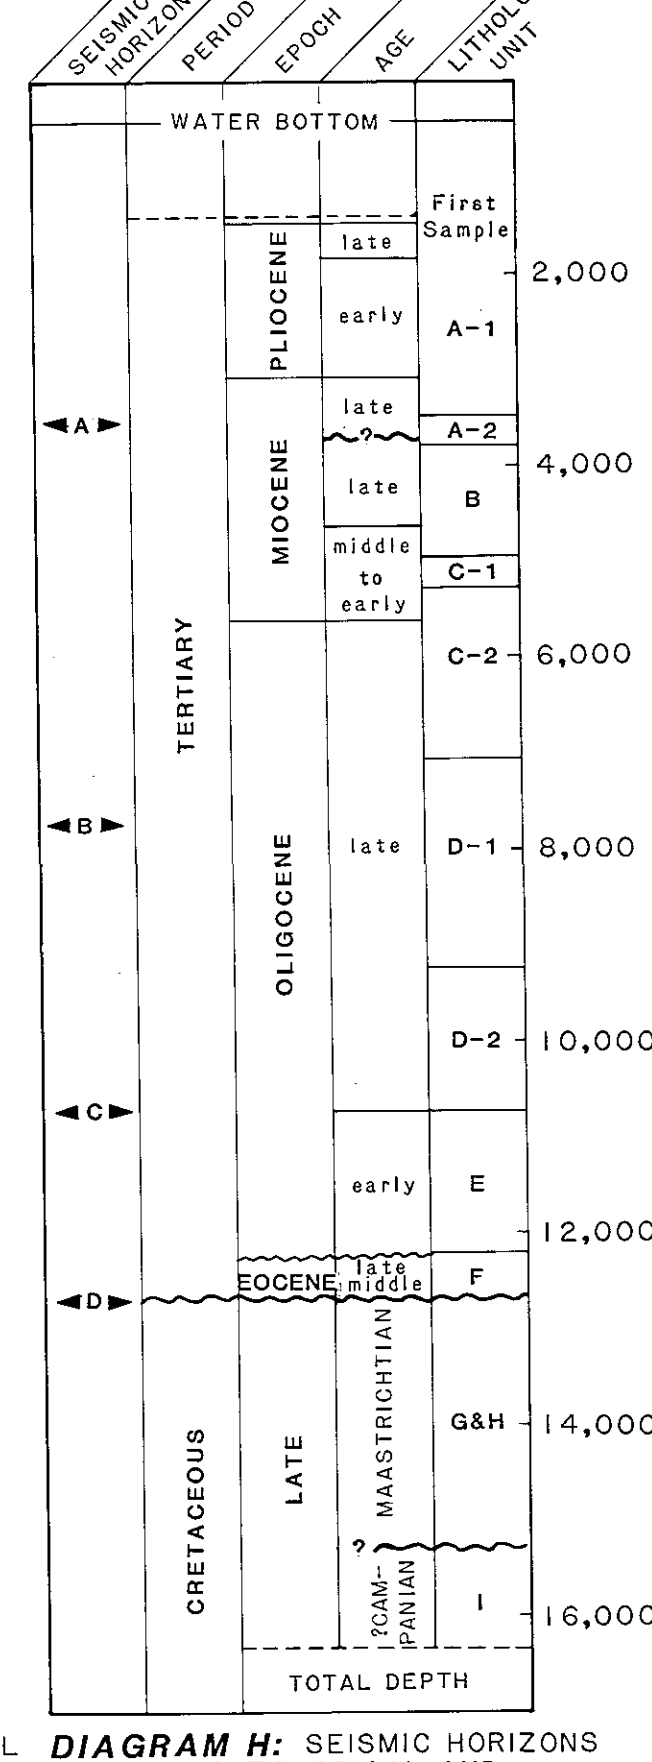 SEISMIC
HORIZON
PERIOD
EPOCH
AGE
UNIT
WATER BOTTOM
First
Sample
late
2,000
PLIOCENE
early
A-1
late
A
?
A-2
4,000
MIOCENE
late
B
middle
to
early
C-1
TERTIARY
C-2
6,000
B
OLIGOCENE
late
D-1
8,000
D-2
10,000
C
early
E
12,000
EOCENE
late
middle
F
D
CRETACEOUS
LATE
MAASTRICHTIAN
G&H
14,000
?
?CAM-
PANIAN
I
16,000
TOTAL DEPTH
L DIAGRAM H: SEISMIC HORIZONS